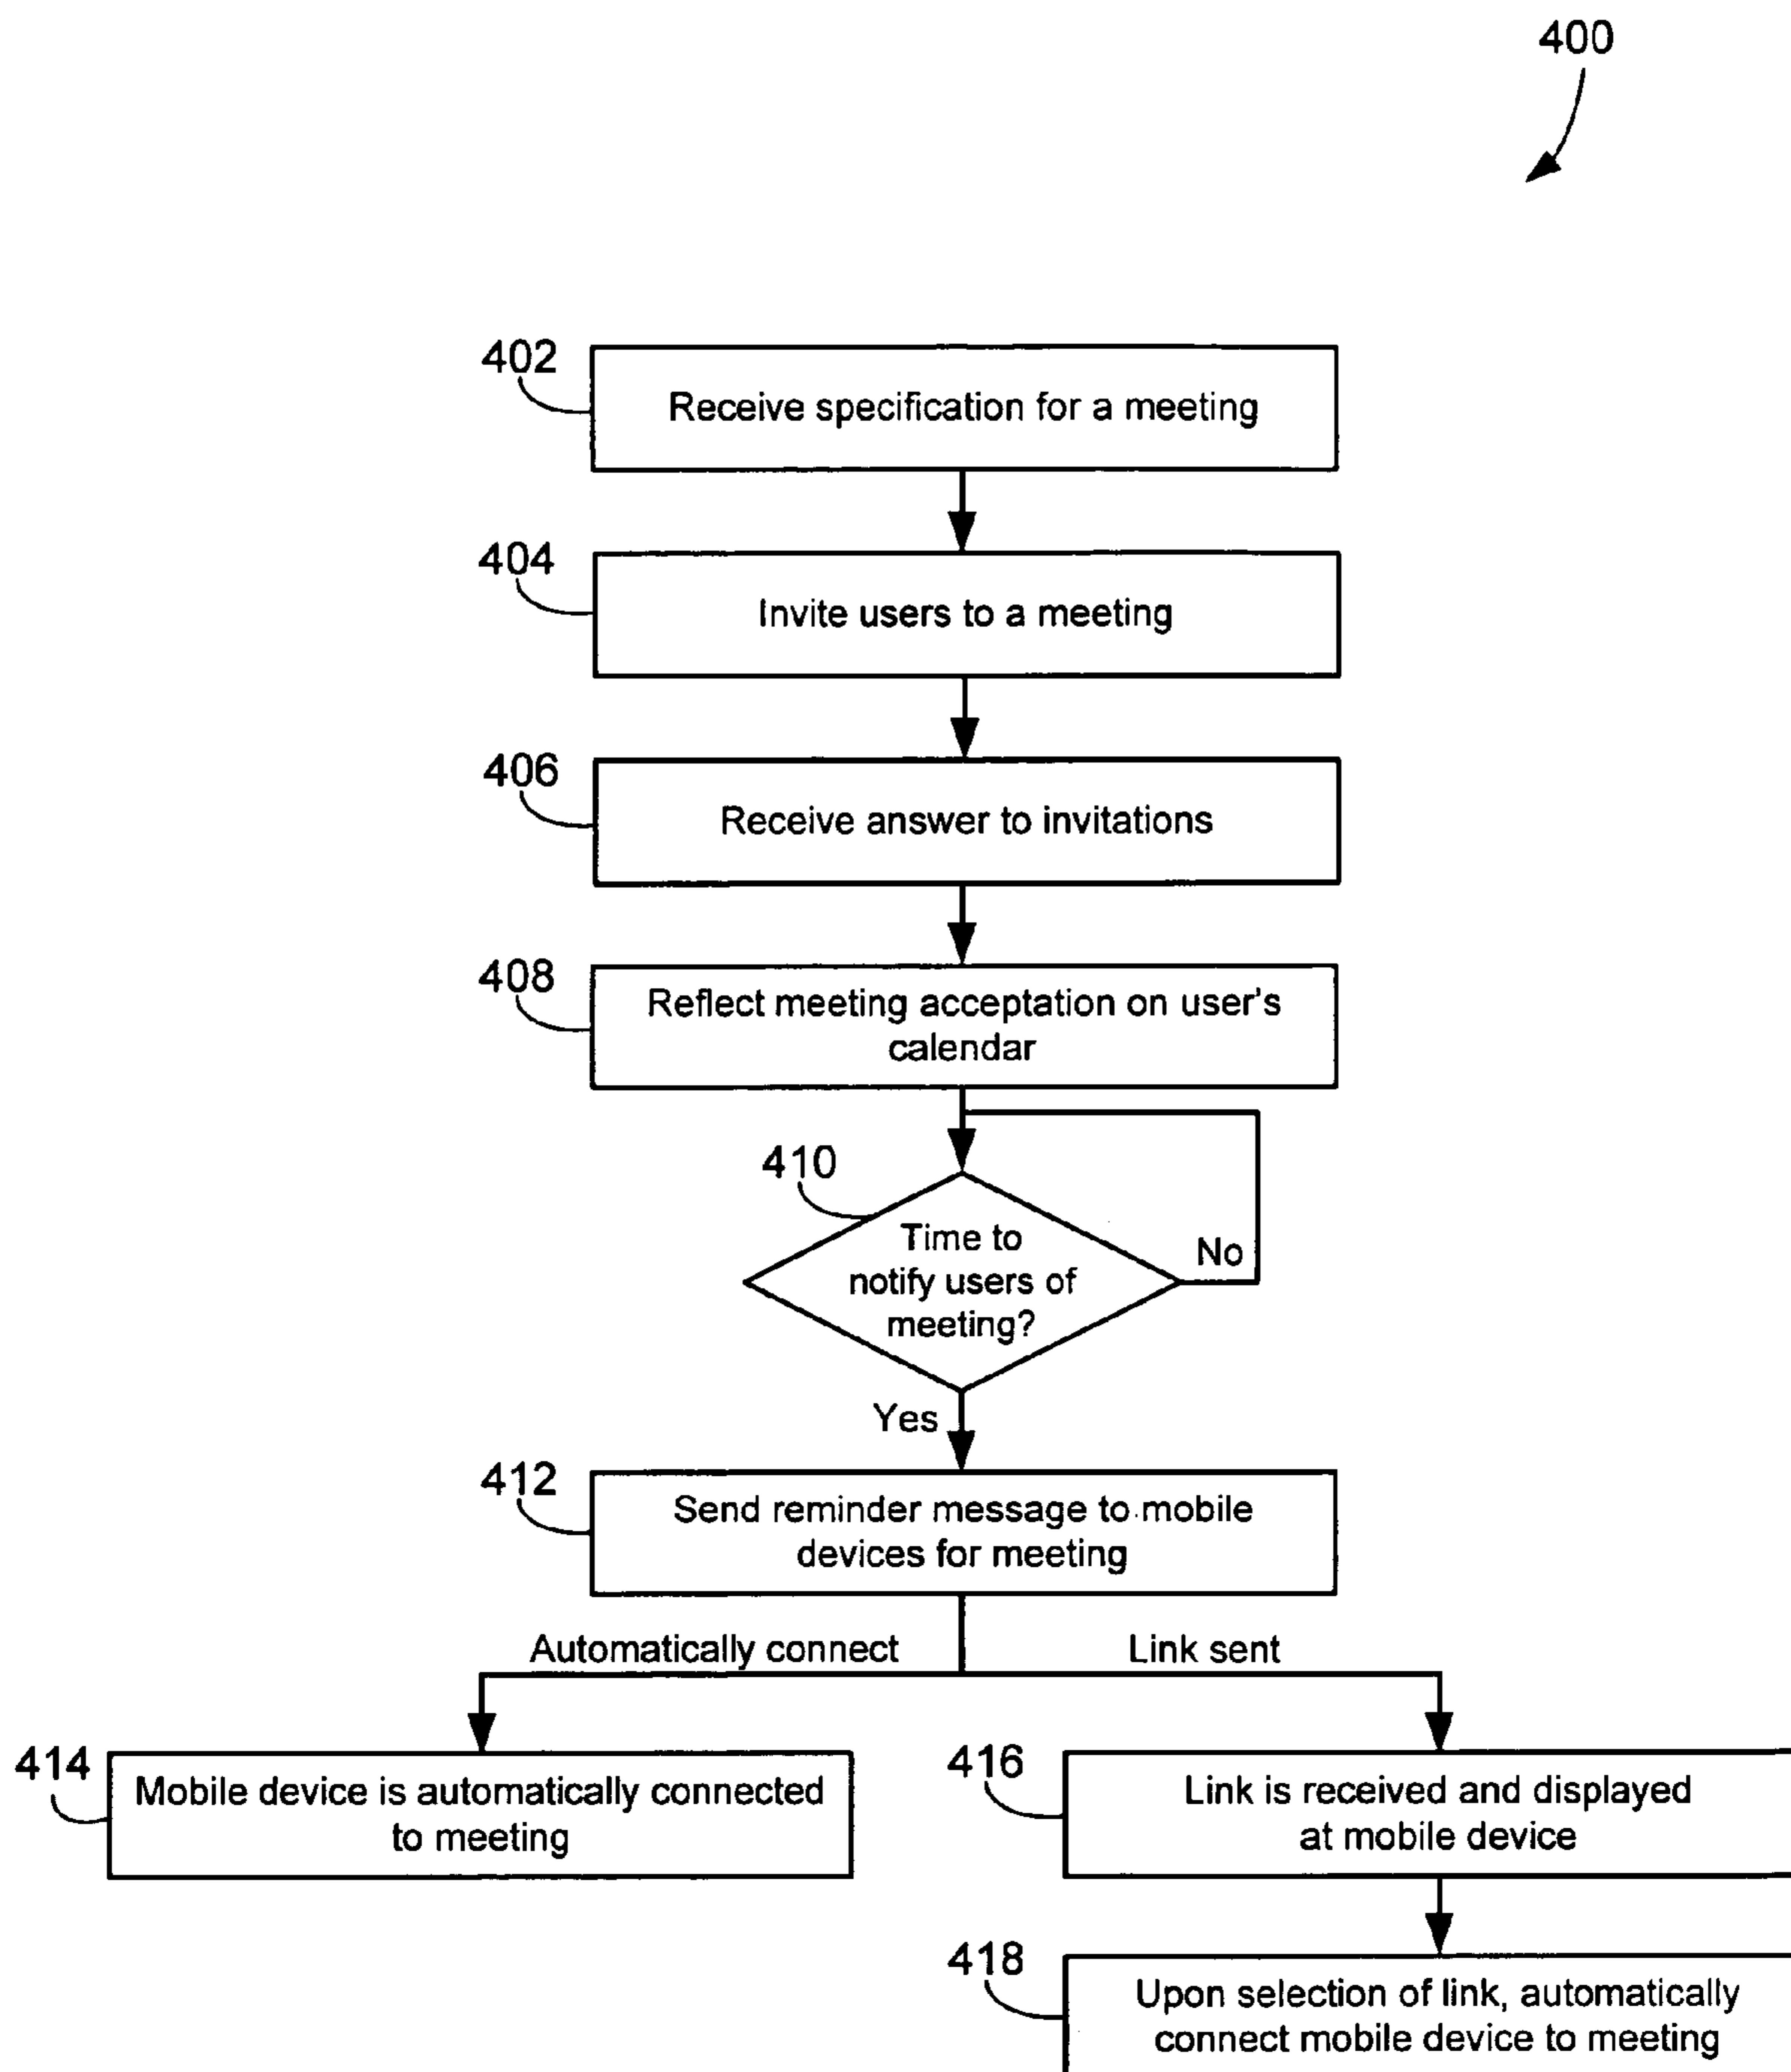 400
402
Receive specification for a meeting
404
Invite users to a meeting
406
Receive answer to invitations
408
Reflect meeting acceptation on user's
calendar
410
Time to
notify users of
meeting?
No
Yes
412
Send reminder message to mobile
devices for meeting
Automatically connect
Link sent
414
Mobile device is automatically connected
to meeting
416
Link is received and displayed
at mobile device
418
Upon selection of link, automatically
connect mobile device to meeting